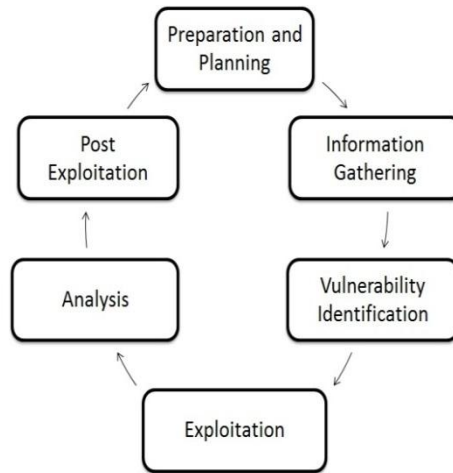 Preparation and
Planning
Information
Gathering
Vulnerability
Identification
Exploitation
Analysis
Post
Exploitation